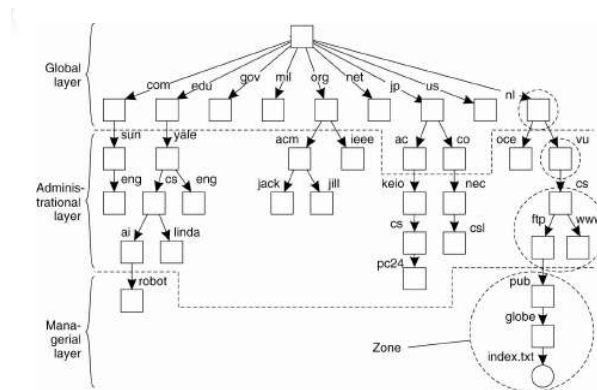 Global
layer
com
edu
gov
mil
org
net
jp
us
nl
sun
yale
acm
ieee
ac
co
oce
vu
Adminis-
trational
layer
eng
cs
eng
jack
jill
keio
nec
cs
ai
linda
cs
csl
ftp
www
pc24
robot
pub
Mana-
gerial
layer
globe
Zone
index.txt